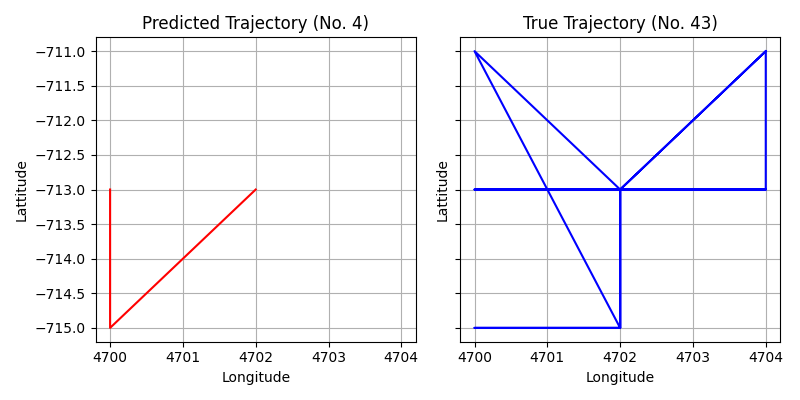 Predicted Trajectory (No. 4)
−711.0
−711.5
−712.0
−712.5
−713.0
−713.5
−714.0
−714.5
−715.0
Lattitude
4700 4701 4702 4703 4704
Longitude
True Trajectory (No. 43)
Lattitude
4700 4701 4702 4703 4704
Longitude